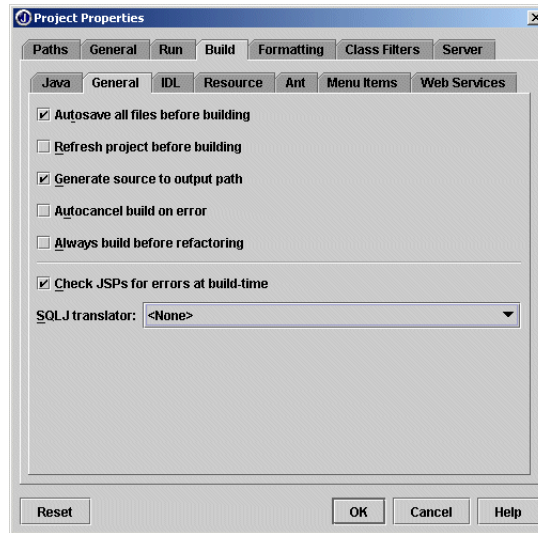 Project Properties
Paths General Run Build Formatting Class Filters Server
Java General IDL Resource Ant Menu Items Web Services
Autosave all files before building
Refresh project before building
Generate source to output path
Autocancel build on error
Always build before refactoring
Check JSPs for errors at build-time
SQLJ translator: <None>
Reset OK Cancel Help